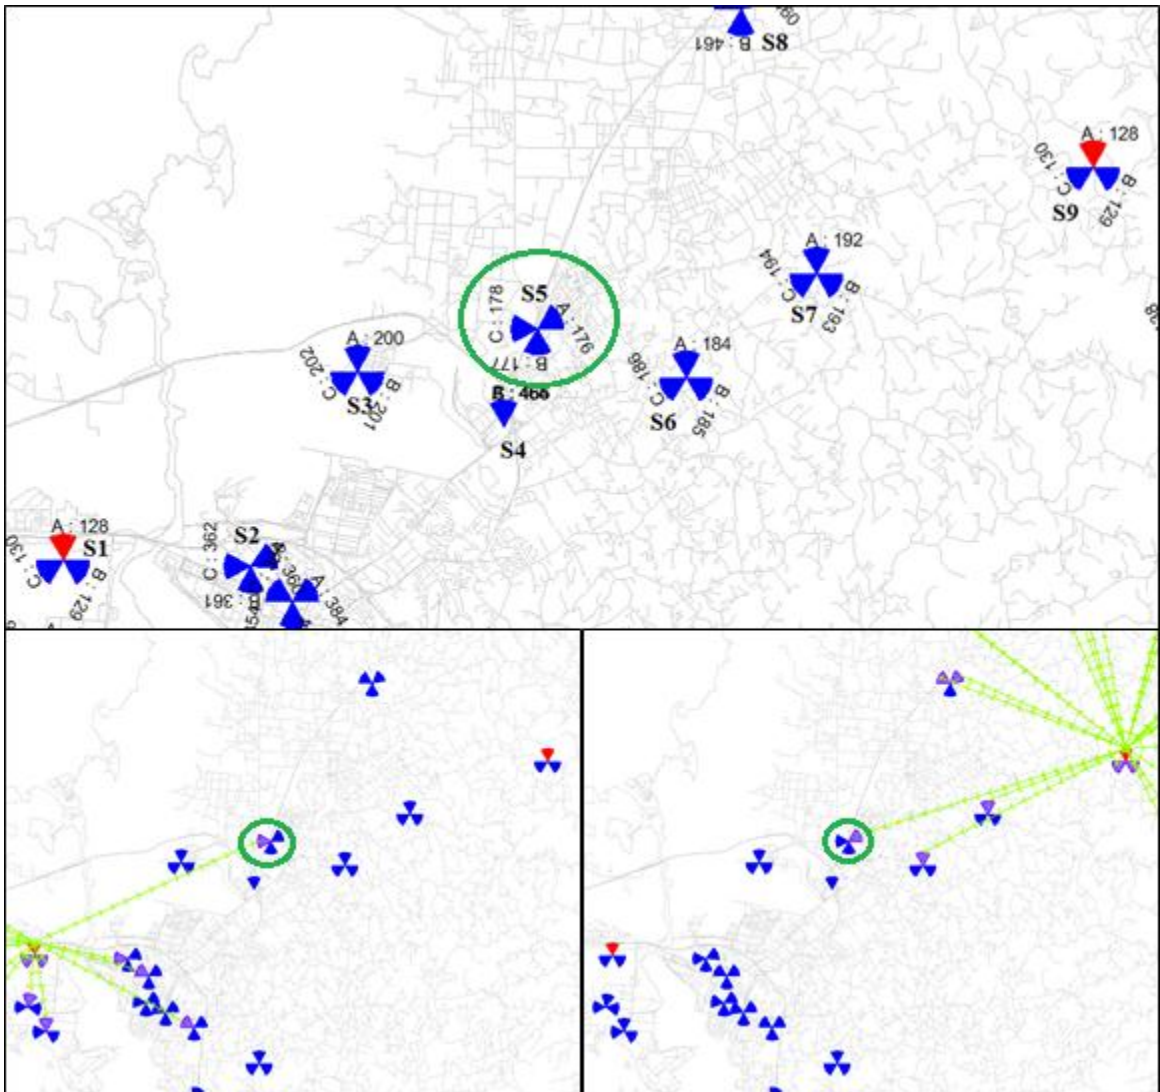 B : 461
S8
A : 128
C : 130
B : 129
S9
A : 192
C : 194
B : 193
S7
S5
C : 178
A : 176
B : 177
A : 200
C : 202
B : 201
S3
A : 184
C : 186
B : 185
S6
S4
A : 128
S1
C : 130
B : 129
S2
C : 362
361
A : 384